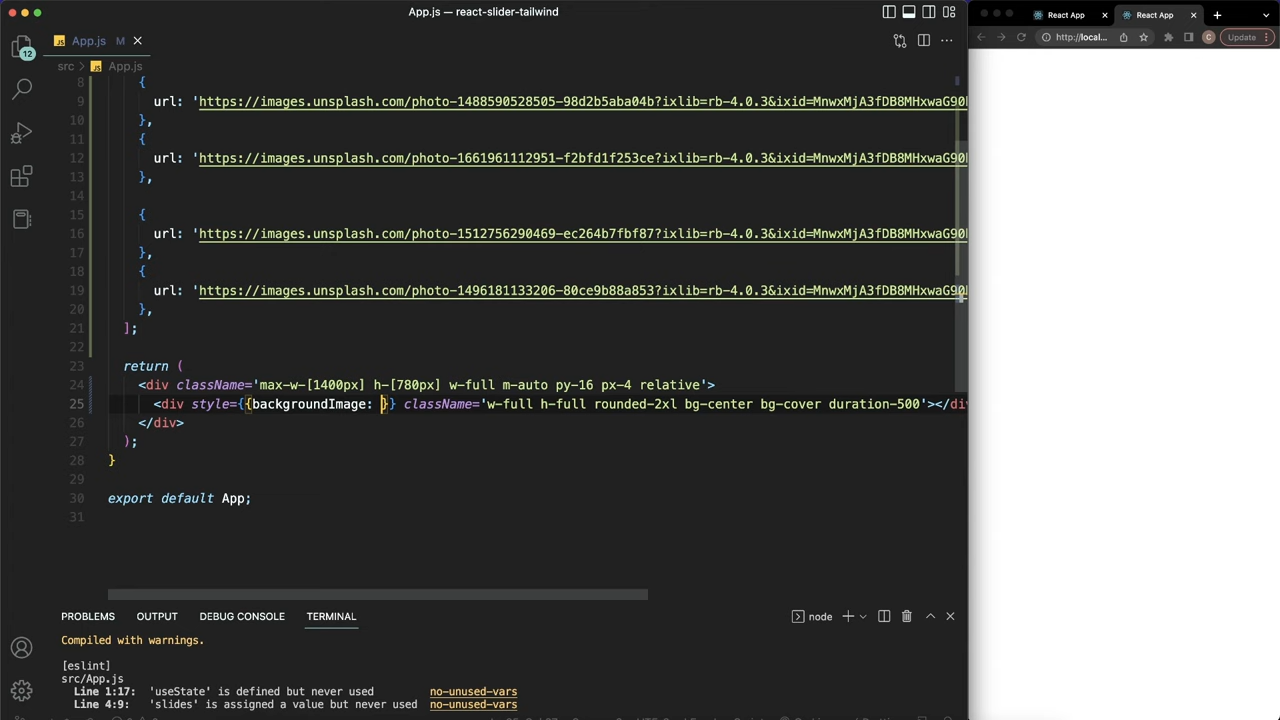 App.js — react-slider-tailwind
React App
React App
App.js M
http://local...
C
Update
12
src > App.js
8 {
9 url: 'https://images.unsplash.com/photo-1488590528505-98d2b5aba04b?ixlib=rb-4.0.3&ixid=MnwxMjA3fDB8MHxwaG90
10 },
11 {
12 url: 'https://images.unsplash.com/photo-1661961112951-f2bfd1f253ce?ixlib=rb-4.0.3&ixid=MnwxMjA3fDB8MHxwaG90
13 },
14
15 {
16 url: 'https://images.unsplash.com/photo-1512756290469-ec264b7fbf87?ixlib=rb-4.0.3&ixid=MnwxMjA3fDB8MHxwaG90
17 },
18 {
19 url: 'https://images.unsplash.com/photo-1496181133206-80ce9b88a853?ixlib=rb-4.0.3&ixid=MnwxMjA3fDB8MHxwaG90
20 },
21 ];
22
23 return (
24 <div className='max-w-[1400px] h-[780px] w-full m-auto py-16 px-4 relative'>
25 <div style={{backgroundImage: }} className='w-full h-full rounded-2xl bg-center bg-cover duration-500'></div
26 </div>
27 );
28 }
29
30 export default App;
31
PROBLEMS OUTPUT DEBUG CONSOLE TERMINAL node
Compiled with warnings.
[eslint]
src/App.js
Line 1:17: 'useState' is defined but never used no-unused-vars
Line 4:9: 'slides' is assigned a value but never used no-unused-vars